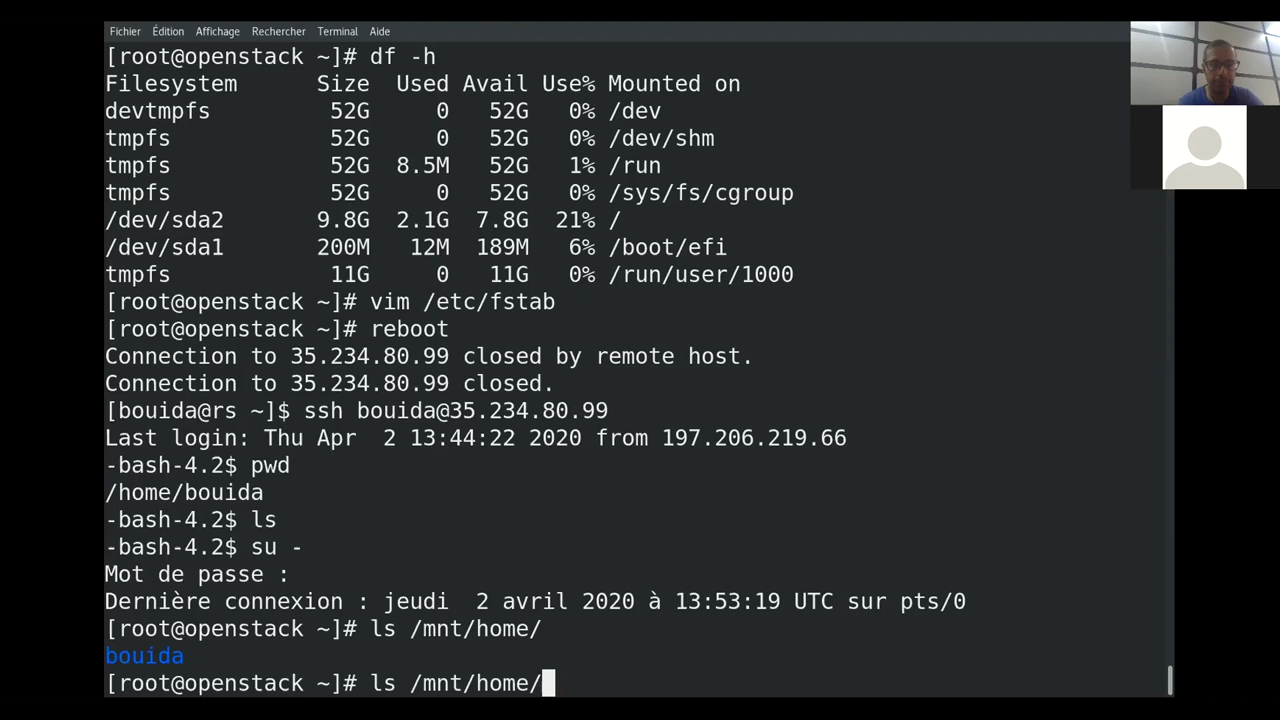 Fichier Édition Affichage Rechercher Terminal Aide
[root@openstack ~]# df -h
Filesystem Size Used Avail Use% Mounted on
devtmpfs 52G 0 52G 0% /dev
tmpfs 52G 0 52G 0% /dev/shm
tmpfs 52G 8.5M 52G 1% /run
tmpfs 52G 0 52G 0% /sys/fs/cgroup
/dev/sda2 9.8G 2.1G 7.8G 21% /
/dev/sda1 200M 12M 189M 6% /boot/efi
tmpfs 11G 0 11G 0% /run/user/1000
[root@openstack ~]# vim /etc/fstab
[root@openstack ~]# reboot
Connection to 35.234.80.99 closed by remote host.
Connection to 35.234.80.99 closed.
[bouida@rs ~]$ ssh bouida@35.234.80.99
Last login: Thu Apr  2 13:44:22 2020 from 197.206.219.66
-bash-4.2$ pwd
/home/bouida
-bash-4.2$ ls
-bash-4.2$ su -
Mot de passe :
Dernière connexion : jeudi  2 avril 2020 à 13:53:19 UTC sur pts/0
[root@openstack ~]# ls /mnt/home/
bouida
[root@openstack ~]# ls /mnt/home/